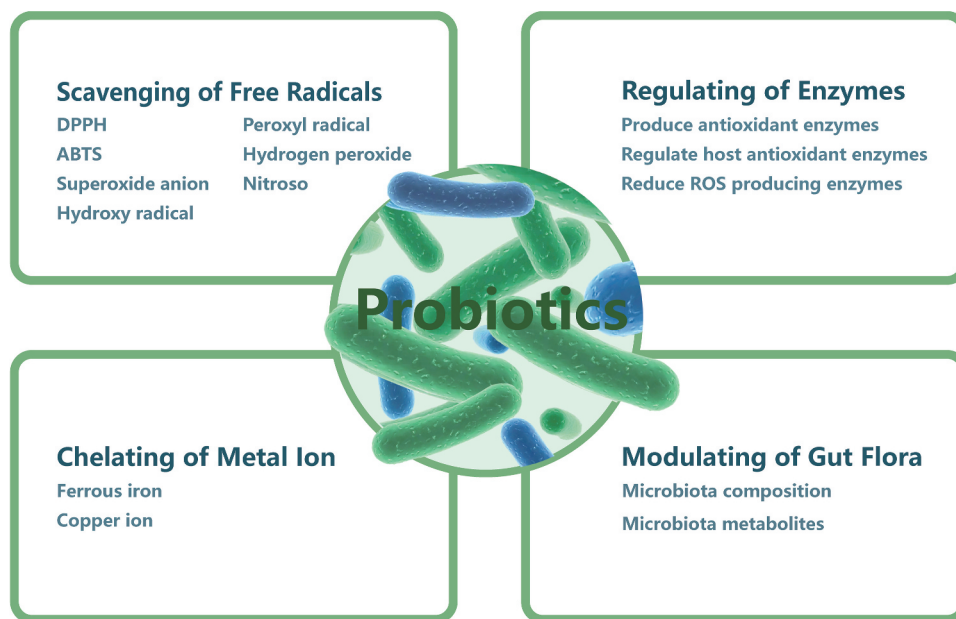 Scavenging of Free Radicals
DPPH
ABTS
Superoxide anion
Hydroxy radical
Peroxyl radical
Hydrogen peroxide
Nitroso
Regulating of Enzymes
Produce antioxidant enzymes
Regulate host antioxidant enzymes
Reduce ROS producing enzymes
Probiotics
Chelating of Metal Ion
Ferrous iron
Copper ion
Modulating of Gut Flora
Microbiota composition
Microbiota metabolites